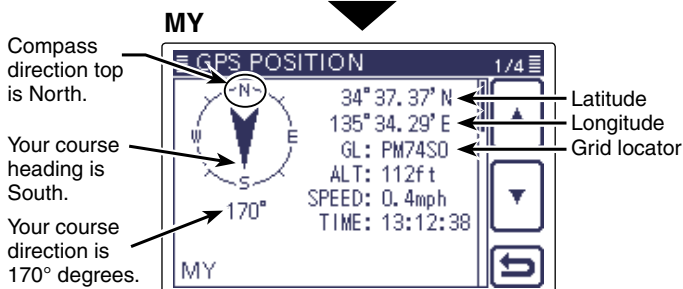 MY
Compass
direction top
is North.
Your course
heading is
South.
Your course
direction is
170° degrees.
GPS POSITION
1/4
N
W
E
S
170°
34°37.37'N
135°34.29'E
GL: PM74SO
ALT: 112ft
SPEED: 0.4mph
TIME: 13:12:38
MY
Latitude
Longitude
Grid locator